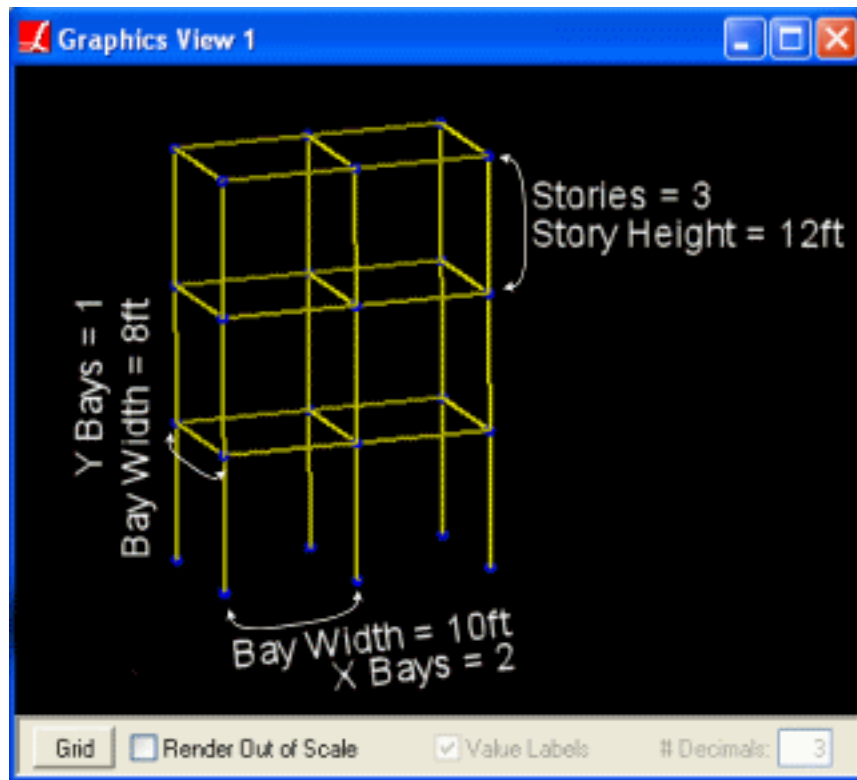 Graphics View 1
Stories = 3
Story Height = 12ft
Y Bays = 1
Bay Width = 8ft
Bay Width = 10ft
X Bays = 2
Grid
Render Out of Scale
Value Labels
# Decimals:
3